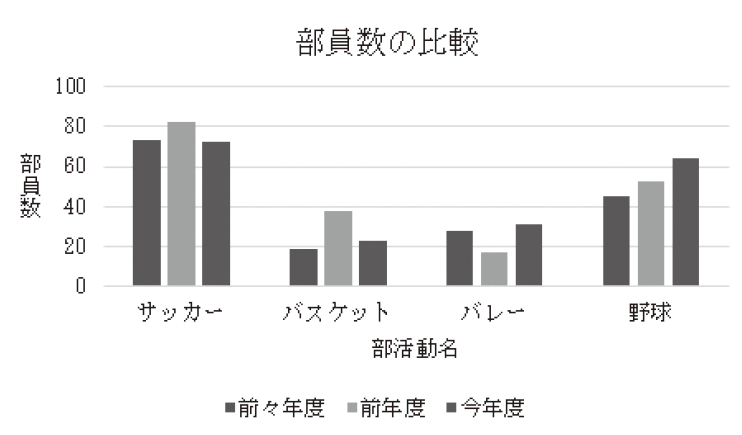 部員数の比較
部員数
100
80
60
40
20
0
サッカー バスケット バレー 野球
部活動名
前々年度 前年度 今年度